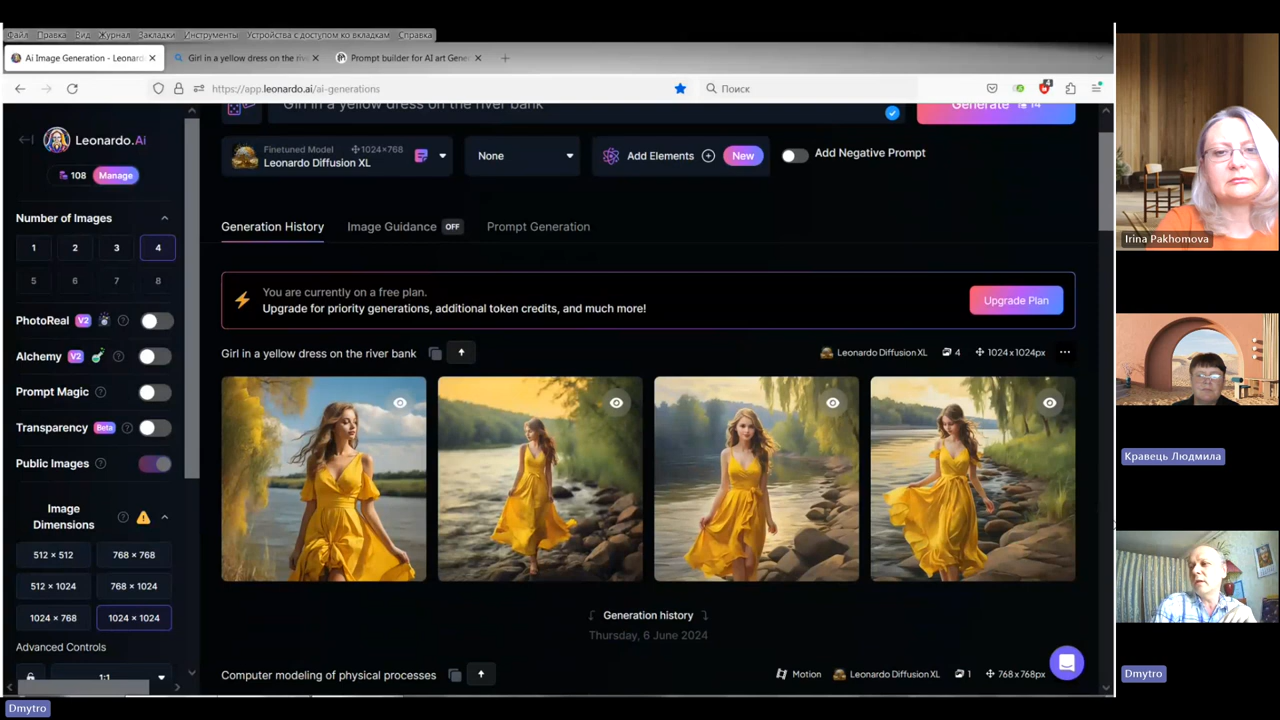 Файл Правка Вид Журнал Закладки Инструменты Устройства с доступом ко вкладкам Справка
Ai Image Generation - Leonard
Girl in a yellow dress on the riv
Prompt builder for AI art Gene
https://app.leonardo.ai/ai-generations
Поиск
4
Leonardo.Ai
Girl in a yellow dress on the river bank
Generate 14
108 Manage
Finetuned Model 1024×768
Leonardo Diffusion XL
None
Add Elements New
Add Negative Prompt
Number of Images
1 2 3 4
5 6 7 8
Generation History Image Guidance OFF Prompt Generation
You are currently on a free plan.
Upgrade for priority generations, additional token credits, and much more!
Upgrade Plan
PhotoReal V2 ?
Alchemy V2 ?
Prompt Magic ?
Transparency Beta ?
Public Images ?
Girl in a yellow dress on the river bank
Leonardo Diffusion XL 4 1024x1024px
Image Dimensions ?
512 × 512 768 × 768
512 × 1024 768 × 1024
1024 × 768 1024 × 1024
Advanced Controls
1:1
Generation history
Thursday, 6 June 2024
Computer modeling of physical processes
Motion Leonardo Diffusion XL 1 768x768px
Irina Pakhomova
Кравець Людмила
Dmytro
Dmytro